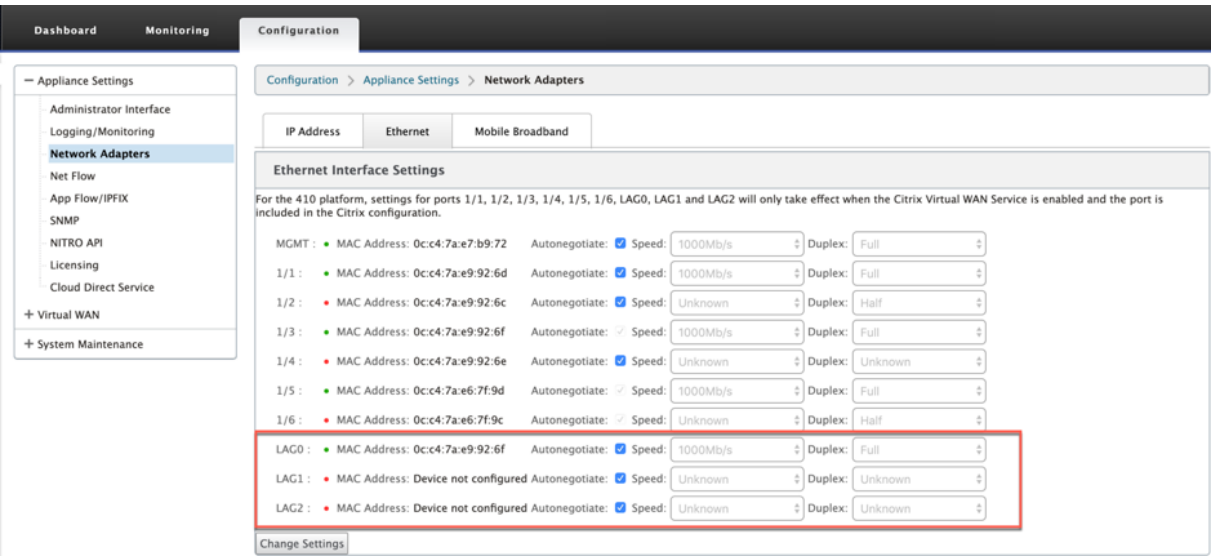 Dashboard Monitoring Configuration
− Appliance Settings
Administrator Interface
Logging/Monitoring
Network Adapters
Net Flow
App Flow/IPFIX
SNMP
NITRO API
Licensing
Cloud Direct Service
+ Virtual WAN
+ System Maintenance
Configuration > Appliance Settings > Network Adapters
IP Address Ethernet Mobile Broadband
Ethernet Interface Settings
For the 410 platform, settings for ports 1/1, 1/2, 1/3, 1/4, 1/5, 1/6, LAG0, LAG1 and LAG2 will only take effect when the Citrix Virtual WAN Service is enabled and the port is
included in the Citrix configuration.
MGMT : • MAC Address: 0c:c4:7a:e7:b9:72 Autonegotiate: Speed: 1000Mb/s Duplex: Full
1/1 : • MAC Address: 0c:c4:7a:e9:92:6d Autonegotiate: Speed: 1000Mb/s Duplex: Full
1/2 : • MAC Address: 0c:c4:7a:e9:92:6c Autonegotiate: Speed: Unknown Duplex: Half
1/3 : • MAC Address: 0c:c4:7a:e9:92:6f Autonegotiate: Speed: 1000Mb/s Duplex: Full
1/4 : • MAC Address: 0c:c4:7a:e9:92:6e Autonegotiate: Speed: Unknown Duplex: Unknown
1/5 : • MAC Address: 0c:c4:7a:e6:7f:9d Autonegotiate: Speed: 1000Mb/s Duplex: Full
1/6 : • MAC Address: 0c:c4:7a:e6:7f:9c Autonegotiate: Speed: Unknown Duplex: Half
LAG0 : • MAC Address: 0c:c4:7a:e9:92:6f Autonegotiate: Speed: 1000Mb/s Duplex: Full
LAG1 : • MAC Address: Device not configured Autonegotiate: Speed: Unknown Duplex: Unknown
LAG2 : • MAC Address: Device not configured Autonegotiate: Speed: Unknown Duplex: Unknown
Change Settings